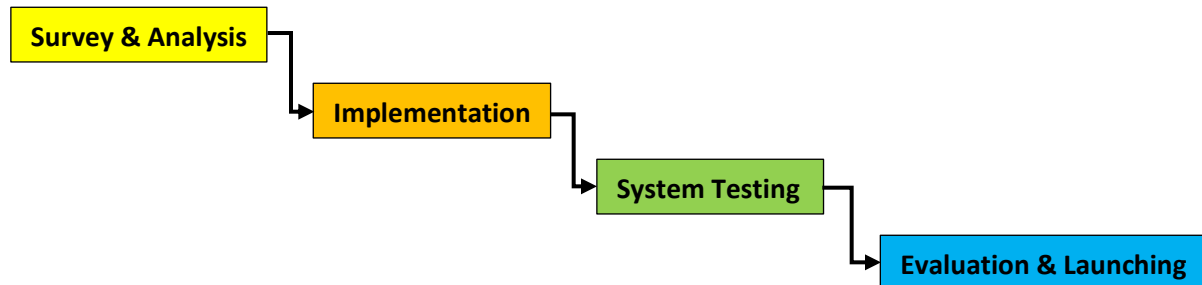 Survey & Analysis
Implementation
System Testing
Evaluation & Launching